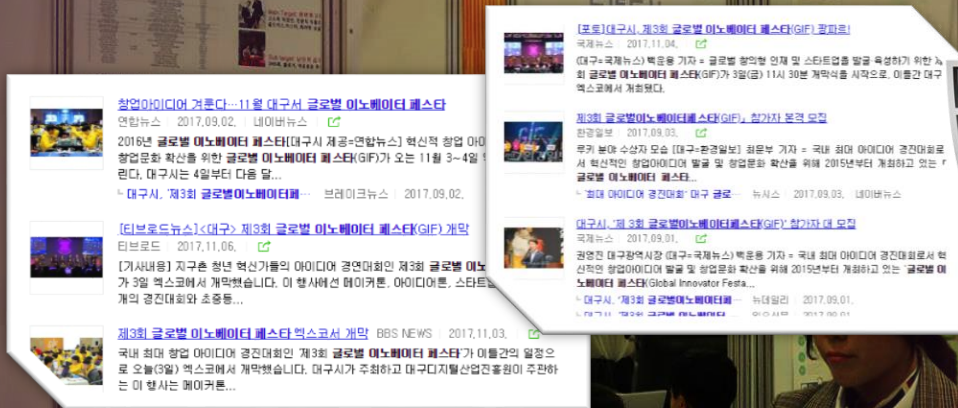 창업아이디어 겨룬다…11월 대구서 글로벌 이노베이터 페스타
연합뉴스 | 2017.09.02. | 네이버뉴스
2016년 글로벌 이노베이터 페스타[대구시 제공=연합뉴스] 혁신적 창업 아이
창업문화 확산을 위한 글로벌 이노베이터 페스타(GIF)가 오는 11월 3~4일
린다. 대구시는 4일부터 다음 달...
대구시, '제3회 글로벌이노베이터페… 브레이크뉴스 | 2017.09.02.
[티브로드뉴스]<대구> 제3회 글로벌 이노베이터 페스타(GIF) 개막
티브로드 | 2017.11.06.
[기사내용] 지구촌 청년 혁신가들의 아이디어 경연대회인 제3회 글로벌 이노
가 3일 엑스코에서 개막했습니다. 이 행사에선 메이커톤, 아이디어톤, 스타트
개의 경진대회와 초중등...
제3회 글로벌 이노베이터 페스타 엑스코서 개막 BBS NEWS | 2017.11.03.
국내 최대 창업 아이디어 경진대회인 '제3회 글로벌 이노베이터 페스타'가 이틀간의 일정으
로 오늘(3일) 엑스코에서 개막했습니다. 대구시가 주최하고 대구디지털산업진흥원이 주관하
는 이 행사는 메이커톤...
[포토]대구시, 제3회 글로벌 이노베이터 페스타(GIF) 팡파르!
국제뉴스 | 2017.11.04.
(대구=국제뉴스) 백운용 기자 = 글로벌 창의형 인재 및 스타트업을 발굴 육성하기 위한
회 글로벌 이노베이터 페스타(GIF)가 3일(금) 11시 30분 개막식을 시작으로, 이틀간 대구
엑스코에서 개최됐다.
제3회 글로벌 이노베이터페스타(GIF)」 참가자 본격 모집
환경일보 | 2017.09.03.
루키 분야 수상자 모습 [대구=환경일보] 최문부 기자 = 국내 최대 아이디어 경진대회로
서 혁신적인 창업아이디어 발굴 및 창업문화 확산을 위해 2015년부터 개최하고 있는 「
글로벌 이노베이터 페스타...
'최대 아이디어 경진대회' 대구 글로… 뉴시스 | 2017.09.03. | 네이버뉴스
대구시, '제 3회 글로벌이노베이터페스타(GIF)' 참가자 대 모집
국제뉴스 | 2017.09.01.
권영진 대구광역시장 (대구=국제뉴스) 백운용 기자 = 국내 최대 아이디어 경진대회로서 혁
신적인 창업아이디어 발굴 및 창업문화 확산을 위해 2015년부터 개최하고 있는 '글로벌 이
노베이터 페스타(Global Innovator Festa...
대구시, '제3회 글로벌이노베이터페… 뉴데일리 | 2017.09.01.